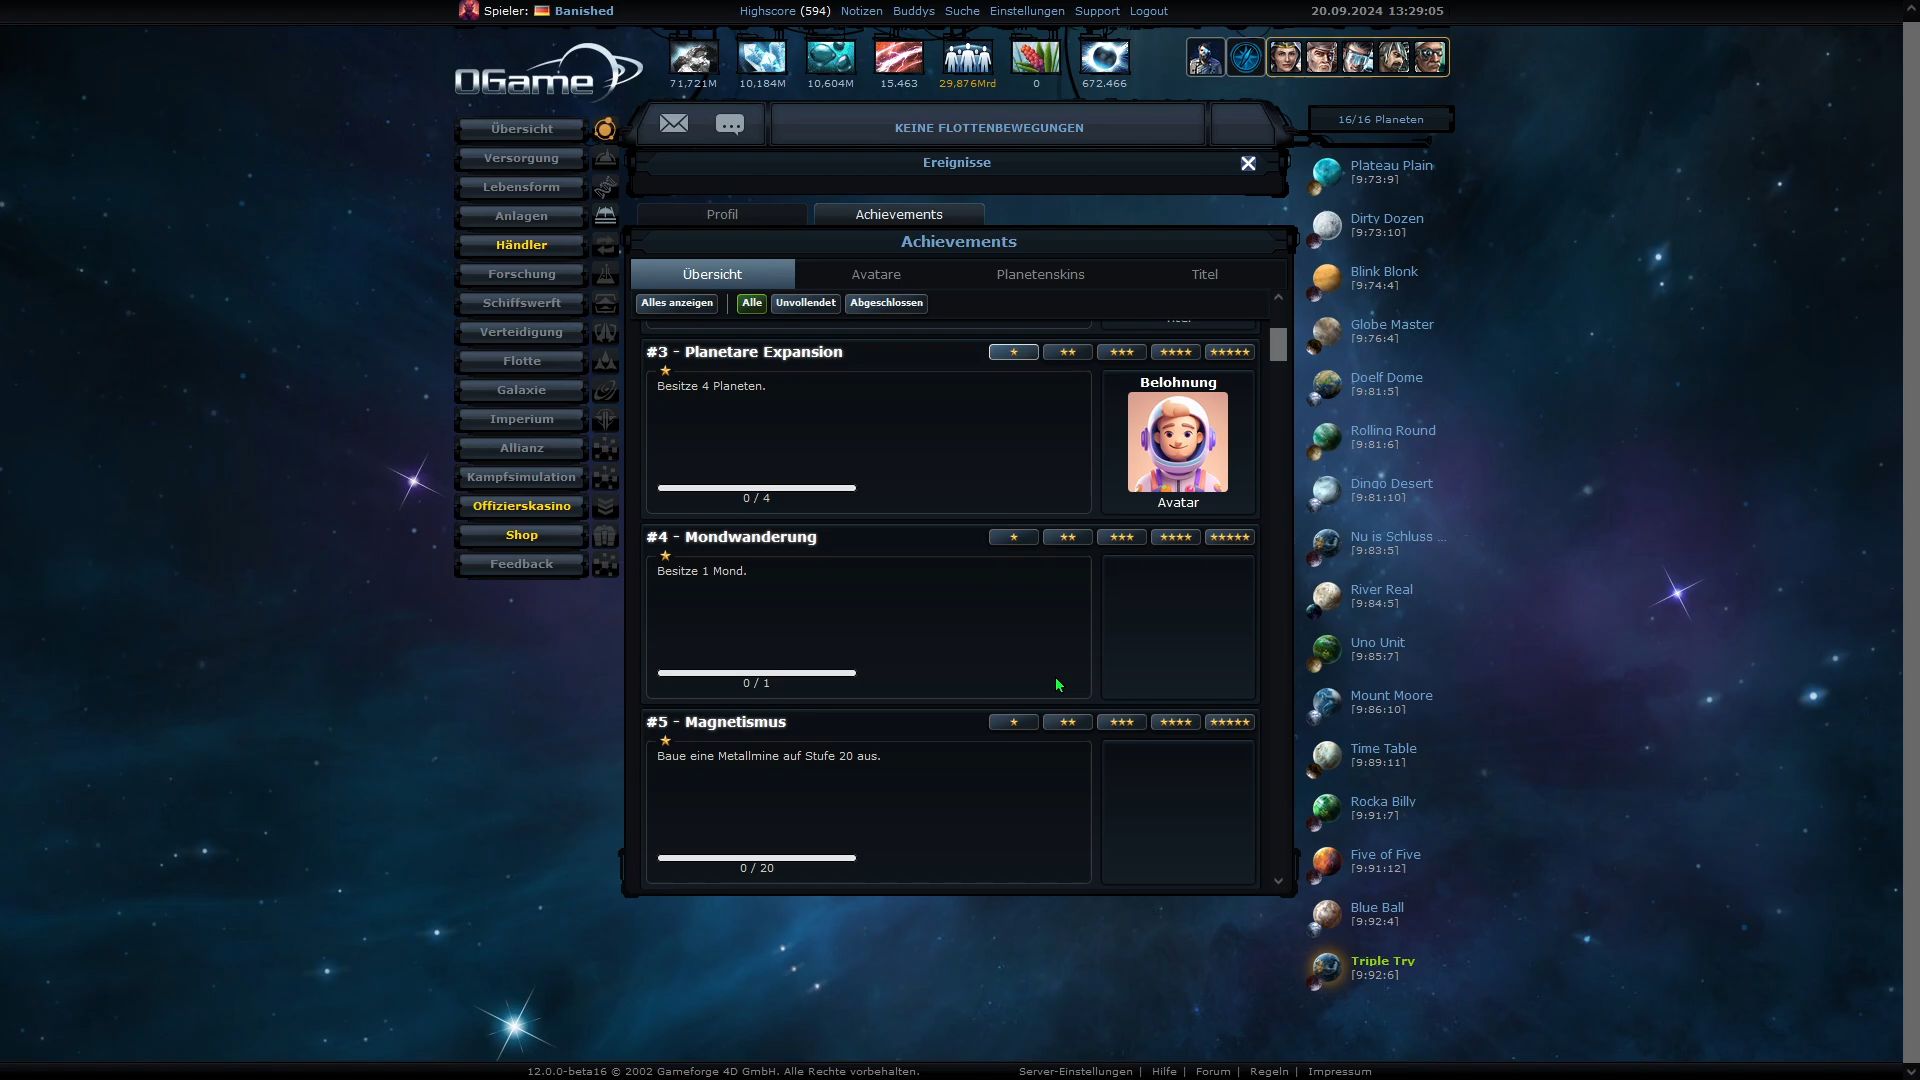 Spieler: Banished
Highscore (594) Notizen Buddys Suche Einstellungen Support Logout
20.09.2024 13:29:05
OGame
71,721M 10,184M 10,604M 15.463 29,876Mrd 0 672.466
KEINE FLOTTENBEWEGUNGEN
16/16 Planeten
Ereignisse
Übersicht
Versorgung
Lebensform
Anlagen
Händler
Forschung
Schiffswerft
Verteidigung
Flotte
Galaxie
Imperium
Allianz
Kampfsimulation
Offizierskasino
Shop
Feedback
Profil Achievements
Achievements
Übersicht Avatare Planetenskins Titel
Alles anzeigen | Alle Unvollendet Abgeschlossen
#3 - Planetare Expansion
Besitze 4 Planeten.
0 / 4
Belohnung
Avatar
#4 - Mondwanderung
Besitze 1 Mond.
0 / 1
#5 - Magnetismus
Baue eine Metallmine auf Stufe 20 aus.
0 / 20
Plateau Plain
[9:73:9]
Dirty Dozen
[9:73:10]
Blink Blonk
[9:74:4]
Globe Master
[9:76:4]
Doelf Dome
[9:81:5]
Rolling Round
[9:81:6]
Dingo Desert
[9:81:10]
Nu is Schluss ...
[9:83:5]
River Real
[9:84:5]
Uno Unit
[9:85:7]
Mount Moore
[9:86:10]
Time Table
[9:89:11]
Rocka Billy
[9:91:7]
Five of Five
[9:91:12]
Blue Ball
[9:92:4]
Triple Try
[9:92:6]
12.0.0-beta16 © 2002 Gameforge 4D GmbH. Alle Rechte vorbehalten.
Server-Einstellungen | Hilfe | Forum | Regeln | Impressum